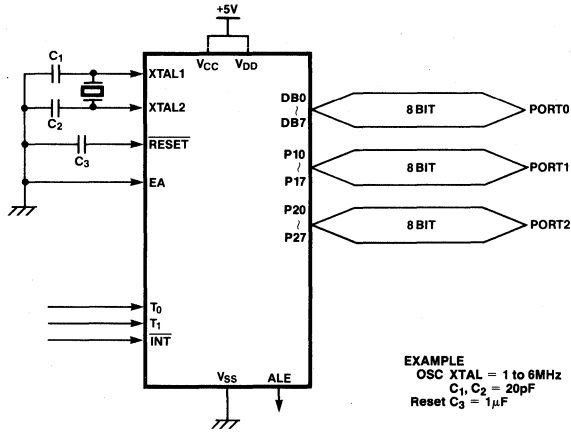 +5V
VCC VDD
C1
XTAL1
C2
XTAL2
C3
RESET
EA
DB0
~
DB7
8 BIT
PORT0
P10
~
P17
8 BIT
PORT1
P20
~
P27
8 BIT
PORT2
T0
T1
INT
VSS ALE
EXAMPLE
OSC XTAL = 1 to 6MHz
C1, C2 = 20pF
Reset C3 = 1μF